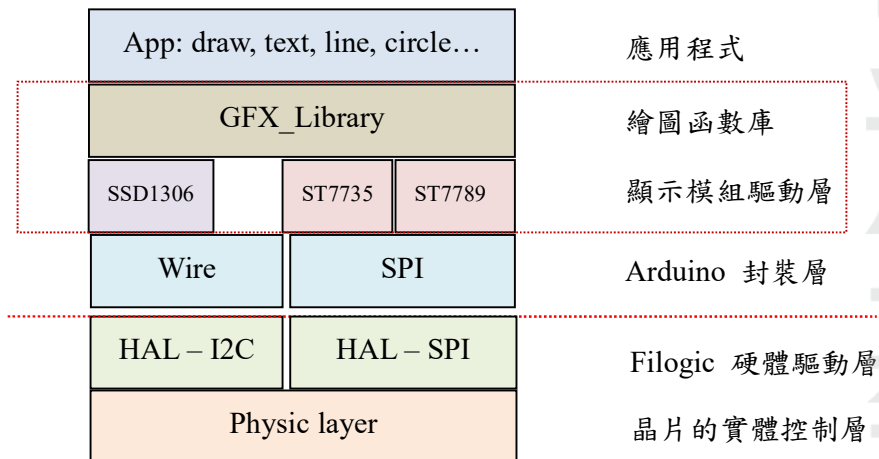 App: draw, text, line, circle… 應用程式
GFX_Library 繪圖函數庫
SSD1306 ST7735 ST7789 顯示模組驅動層
Wire SPI Arduino 封裝層
HAL – I2C HAL – SPI Filogic 硬體驅動層
Physic layer 晶片的實體控制層